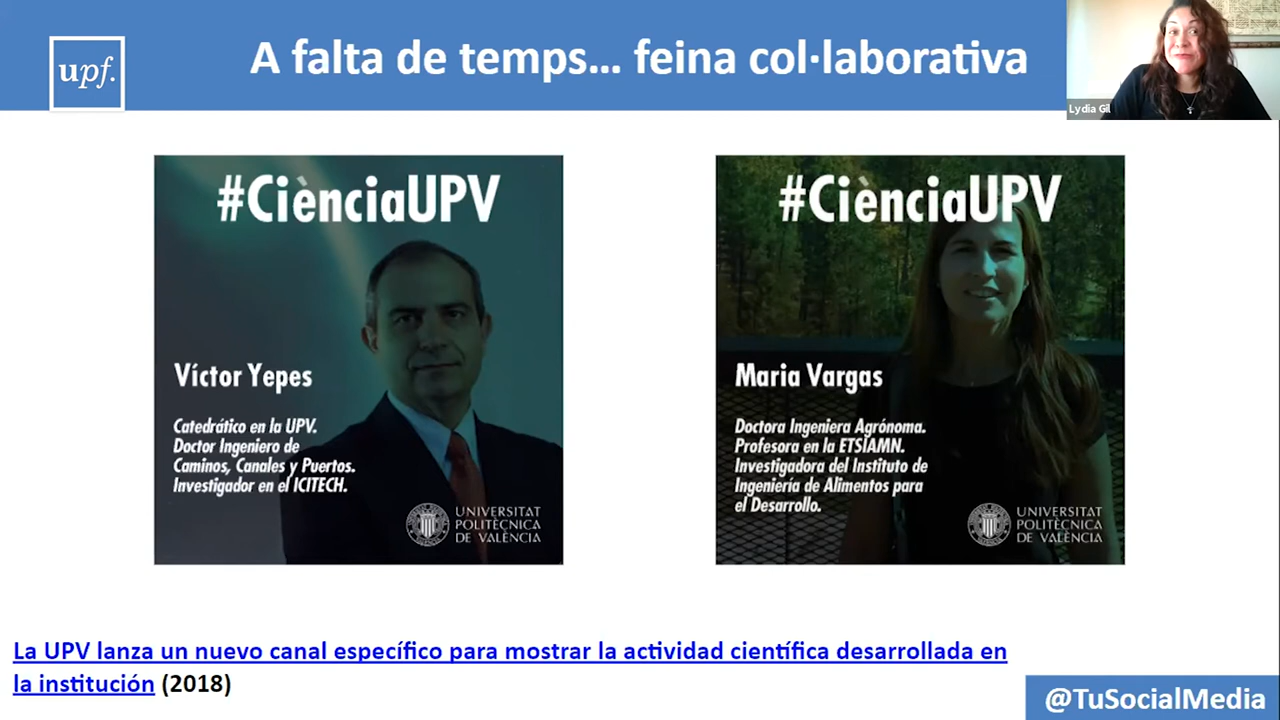 upf.
A falta de temps... feina col·laborativa
Lydia Gil
#CiènciaUPV
Víctor Yepes
Catedrático en la UPV.
Doctor Ingeniero de
Caminos, Canales y Puertos.
Investigador en el ICITECH.
UNIVERSITAT
POLITÈCNICA
DE VALÈNCIA
#CiènciaUPV
Maria Vargas
Doctora Ingeniera Agrónoma.
Profesora en la ETSIAMN.
Investigadora del Instituto de
Ingeniería de Alimentos para
el Desarrollo.
UNIVERSITAT
POLITÈCNICA
DE VALÈNCIA
La UPV lanza un nuevo canal específico para mostrar la actividad científica desarrollada en
la institución (2018)
@TuSocialMedia